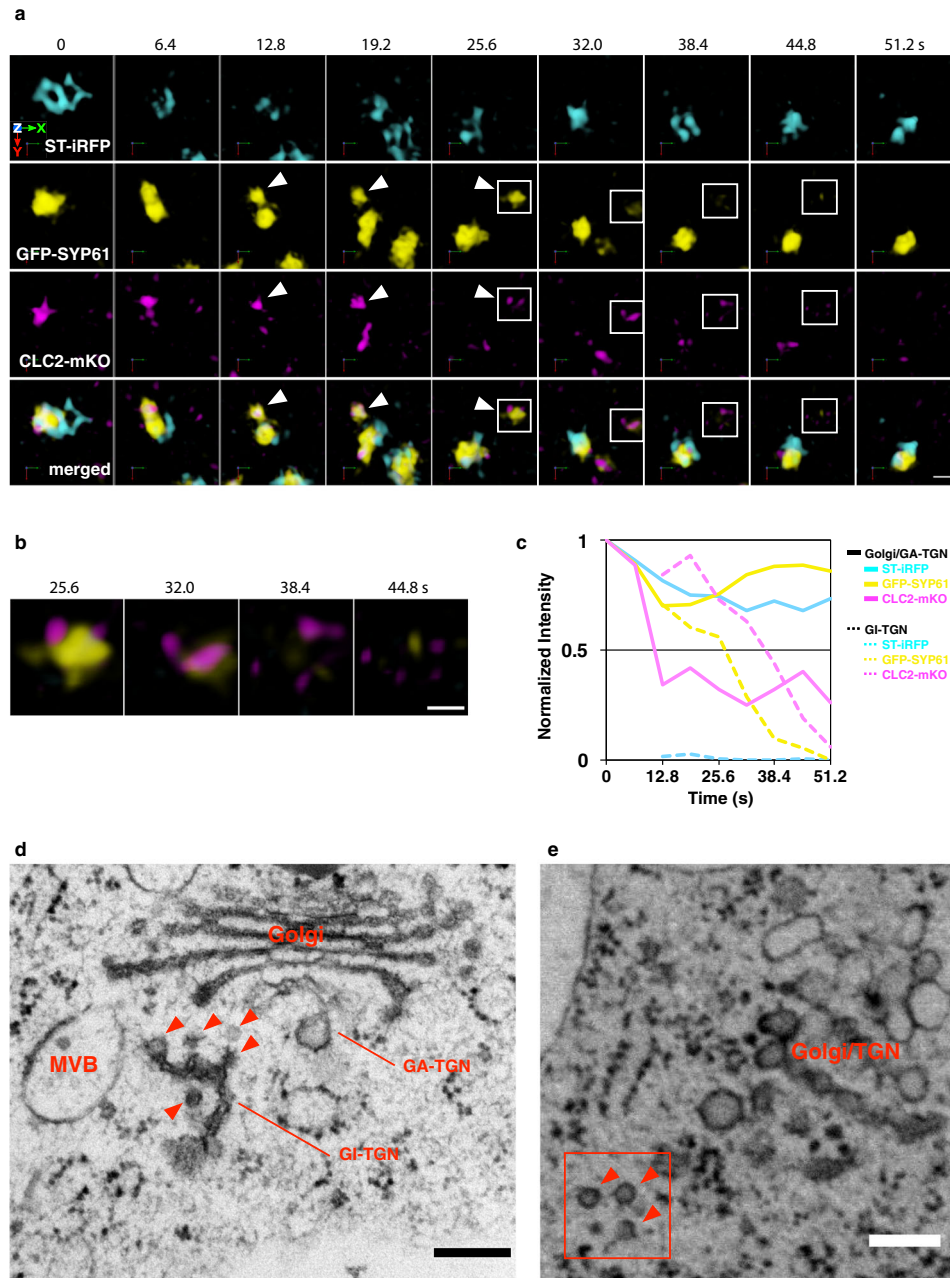 a
0 6.4 12.8 19.2 25.6 32.0 38.4 44.8 51.2 s
Z X
Y
ST-iRFP
GFP-SYP61
CLC2-mKO
merged
b
25.6 32.0 38.4 44.8 s
c
1
0.5
0
Normalized Intensity
0 12.8 25.6 38.4 51.2
Time (s)
Golgi/GA-TGN
ST-iRFP
GFP-SYP61
CLC2-mKO
GI-TGN
ST-iRFP
GFP-SYP61
CLC2-mKO
d
Golgi
MVB
GA-TGN
GI-TGN
e
Golgi/TGN